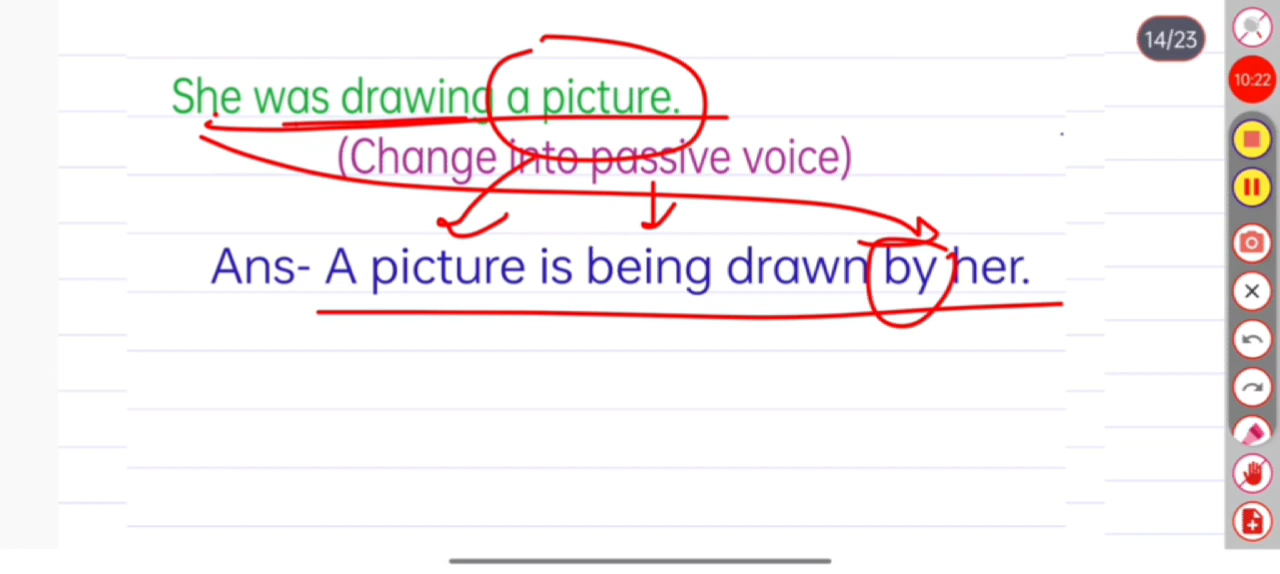 14/23
10:22
She was drawing a picture.
(Change into passive voice)
Ans- A picture is being drawn by her.